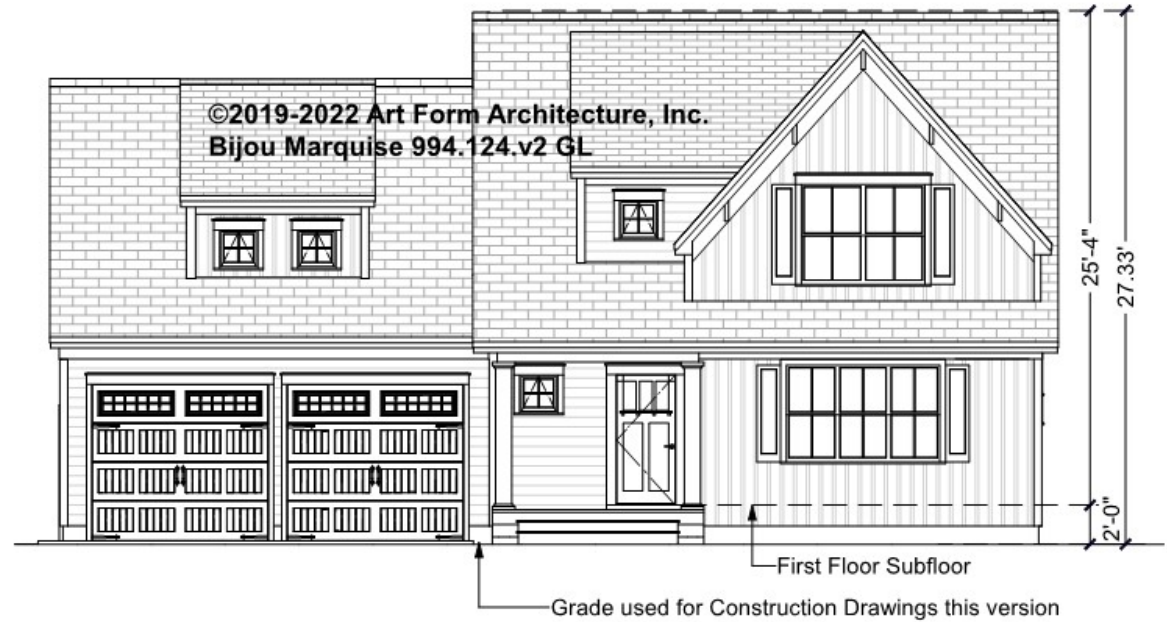 ©2019-2022 Art Form Architecture, Inc.
Bijou Marquise 994.124.v2 GL
25'-4"
27.33'
2'-0"
First Floor Subfloor
Grade used for Construction Drawings this version